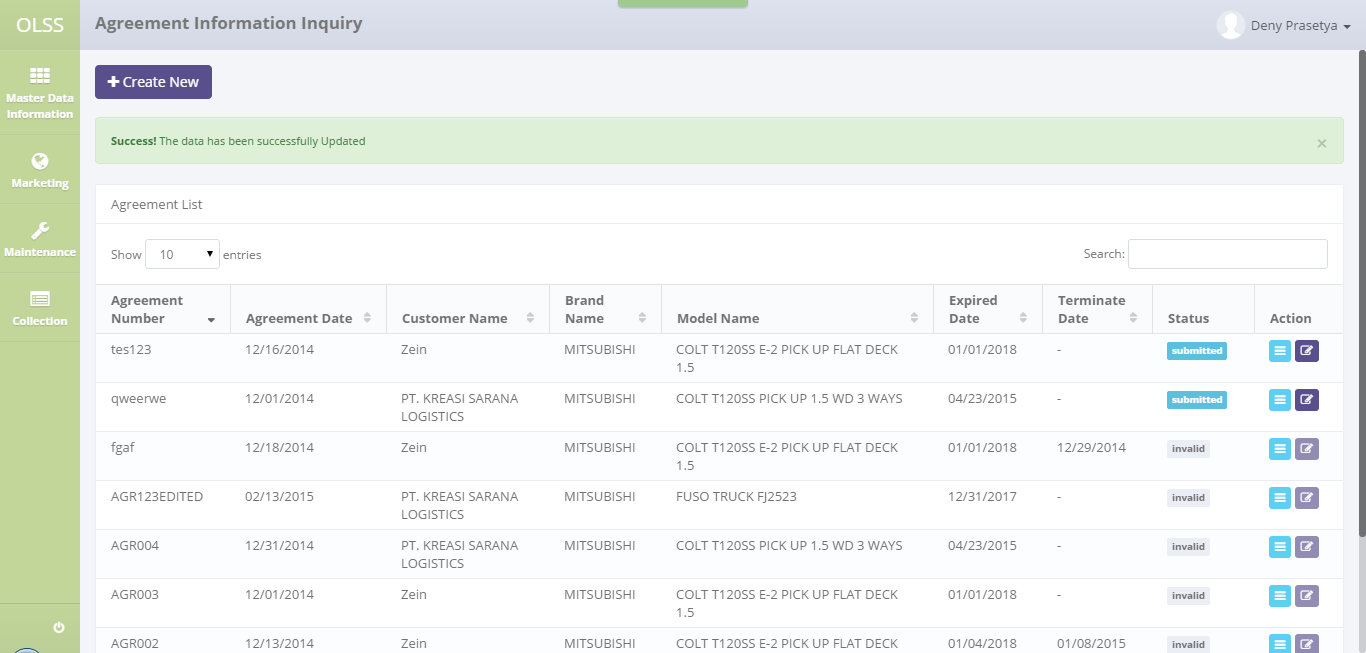 OLSS
Agreement Information Inquiry
Deny Prasetya
Master Data
Information
Marketing
Maintenance
Collection
Create New
Success! The data has been successfully Updated
×
Agreement List
Show 10 entries
Search:
Agreement Number Agreement Date Customer Name Brand Name Model Name Expired Date Terminate Date Status Action
tes123 12/16/2014 Zein MITSUBISHI COLT T120SS E-2 PICK UP FLAT DECK 1.5 01/01/2018 - submitted
qweerwe 12/01/2014 PT. KREASI SARANA LOGISTICS MITSUBISHI COLT T120SS PICK UP 1.5 WD 3 WAYS 04/23/2015 - submitted
fgaf 12/18/2014 Zein MITSUBISHI COLT T120SS E-2 PICK UP FLAT DECK 1.5 01/01/2018 12/29/2014 invalid
AGR123EDITED 02/13/2015 PT. KREASI SARANA LOGISTICS MITSUBISHI FUSO TRUCK FJ2523 12/31/2017 - invalid
AGR004 12/31/2014 PT. KREASI SARANA LOGISTICS MITSUBISHI COLT T120SS PICK UP 1.5 WD 3 WAYS 04/23/2015 - invalid
AGR003 12/01/2014 Zein MITSUBISHI COLT T120SS E-2 PICK UP FLAT DECK 1.5 01/01/2018 - invalid
AGR002 12/13/2014 Zein MITSUBISHI COLT T120SS E-2 PICK UP FLAT DECK 01/04/2018 01/08/2015 invalid